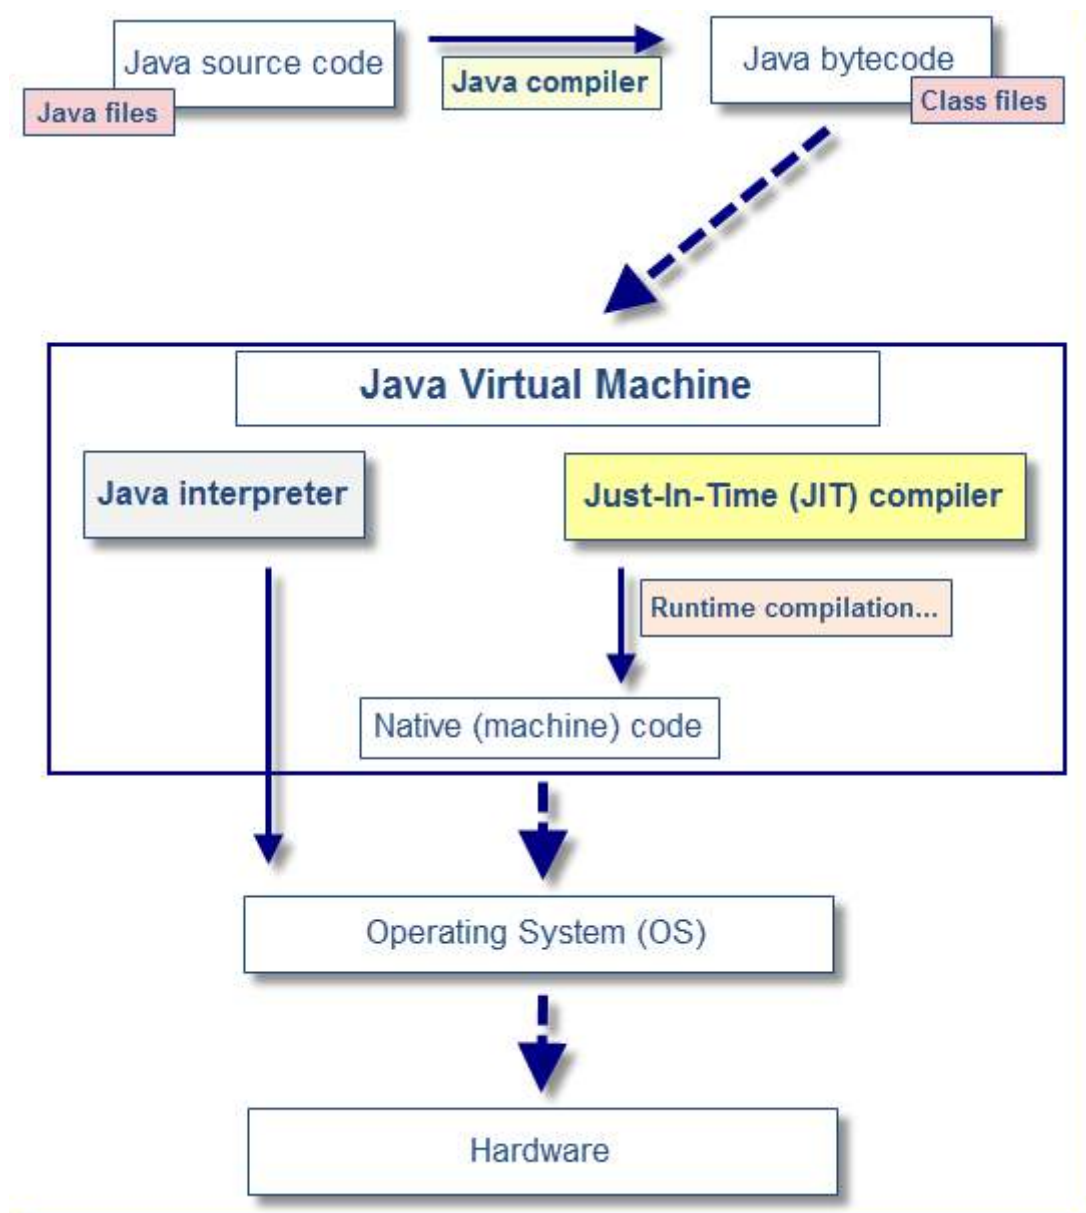 Java source code
Java files
Java compiler
Java bytecode
Class files
Java Virtual Machine
Java interpreter
Just-In-Time (JIT) compiler
Runtime compilation...
Native (machine) code
Operating System (OS)
Hardware